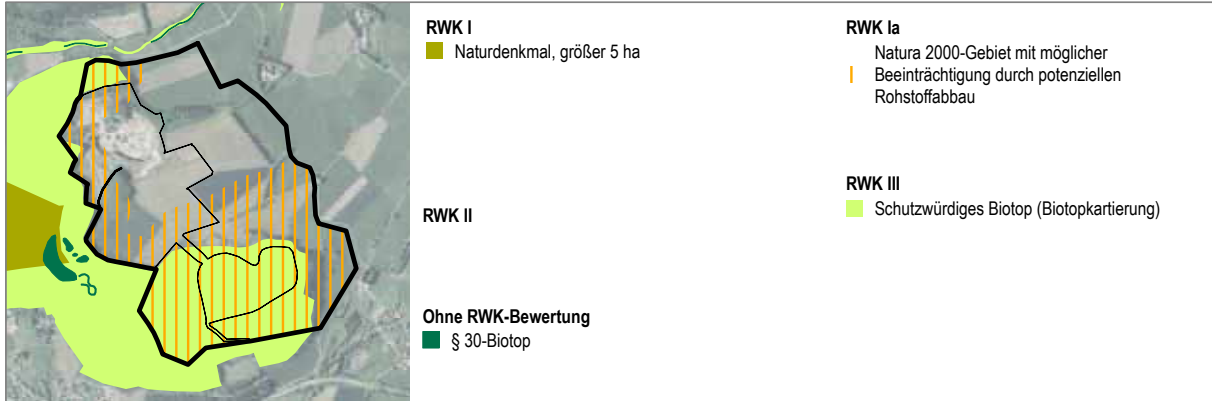 RWK I
Naturdenkmal, größer 5 ha
RWK Ia
Natura 2000-Gebiet mit möglicher
Beeinträchtigung durch potenziellen
Rohstoffabbau
RWK II
RWK III
Schutzwürdiges Biotop (Biotopkartierung)
Ohne RWK-Bewertung
§ 30-Biotop